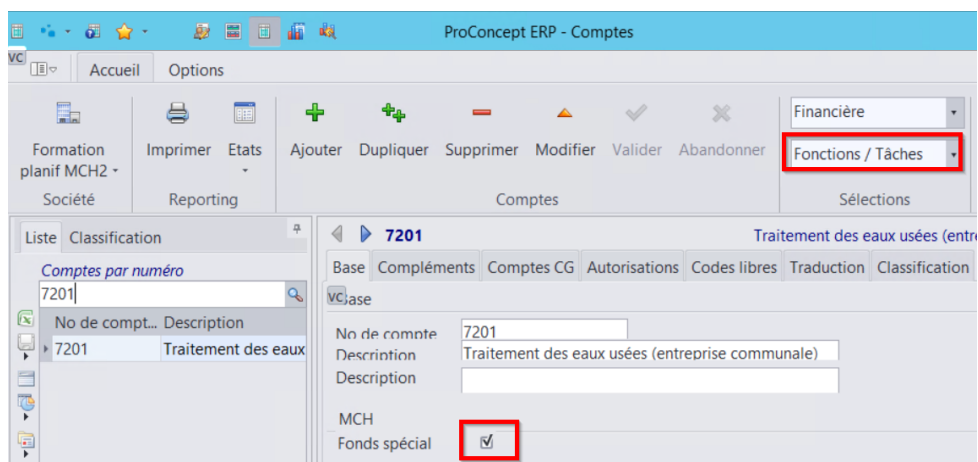 ProConcept ERP - Comptes
VC
Accueil Options
Formation planif MCH2
Imprimer Etats
Ajouter Dupliquer Supprimer Modifier Valider Abandonner
Financière
Fonctions / Tâches
Société Reporting Comptes Sélections
Liste Classification
Comptes par numéro
7201
No de compt... Description
7201 Traitement des eaux
7201 Traitement des eaux usées (entre
Base Compléments Comptes CG Autorisations Codes libres Traduction Classification
VC
Base
No de compte 7201
Description Traitement des eaux usées (entreprise communale)
Description
MCH
Fonds spécial